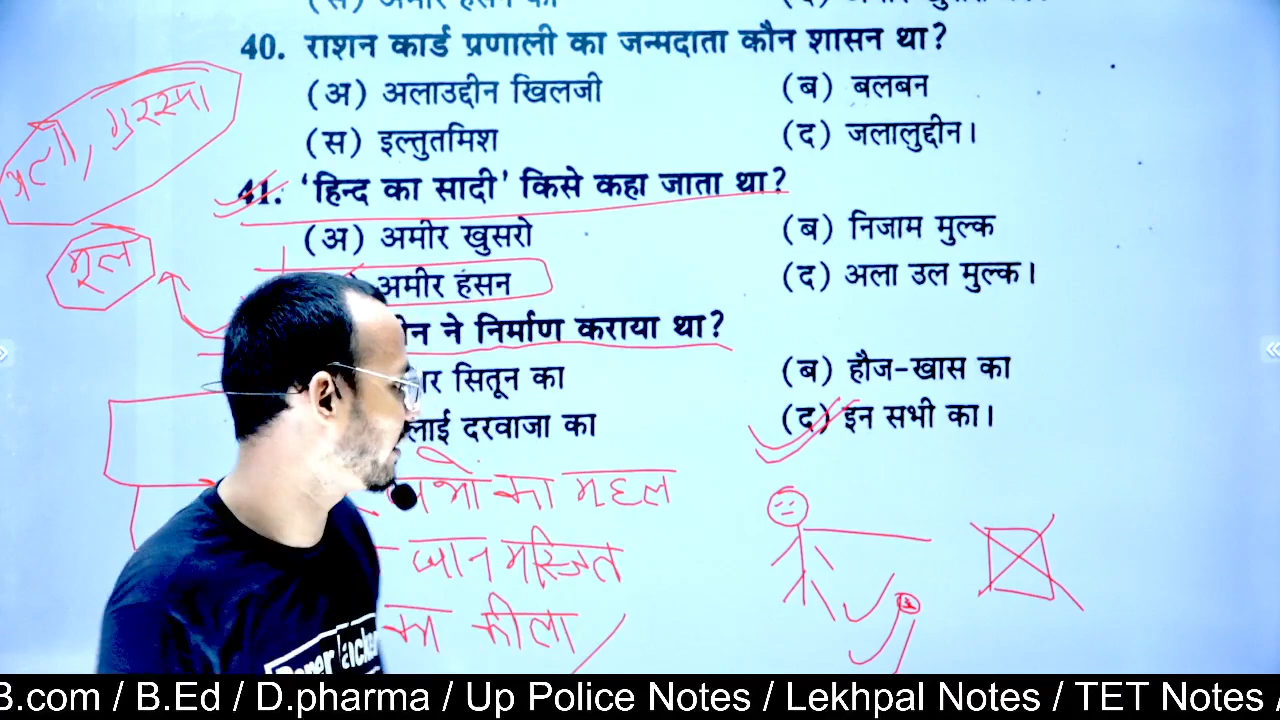 40. राशन कार्ड प्रणाली का जन्मदाता कौन शासन था?
(अ) अलाउद्दीन खिलजी (ब) बलबन
(स) इल्तुतमिश (द) जलालुद्दीन।
41. 'हिन्द का सादी' किसे कहा जाता था?
(अ) अमीर खुसरो (ब) निजाम मुल्क
अमीर हसन (द) अला उल मुल्क।
ने निर्माण कराया था?
सितून का (ब) हौज-खास का
दरवाजा का (द) इन सभी का।
का महल
का कीला
B.com / B.Ed / D.pharma / Up Police Notes / Lekhpal Notes / TET Notes /